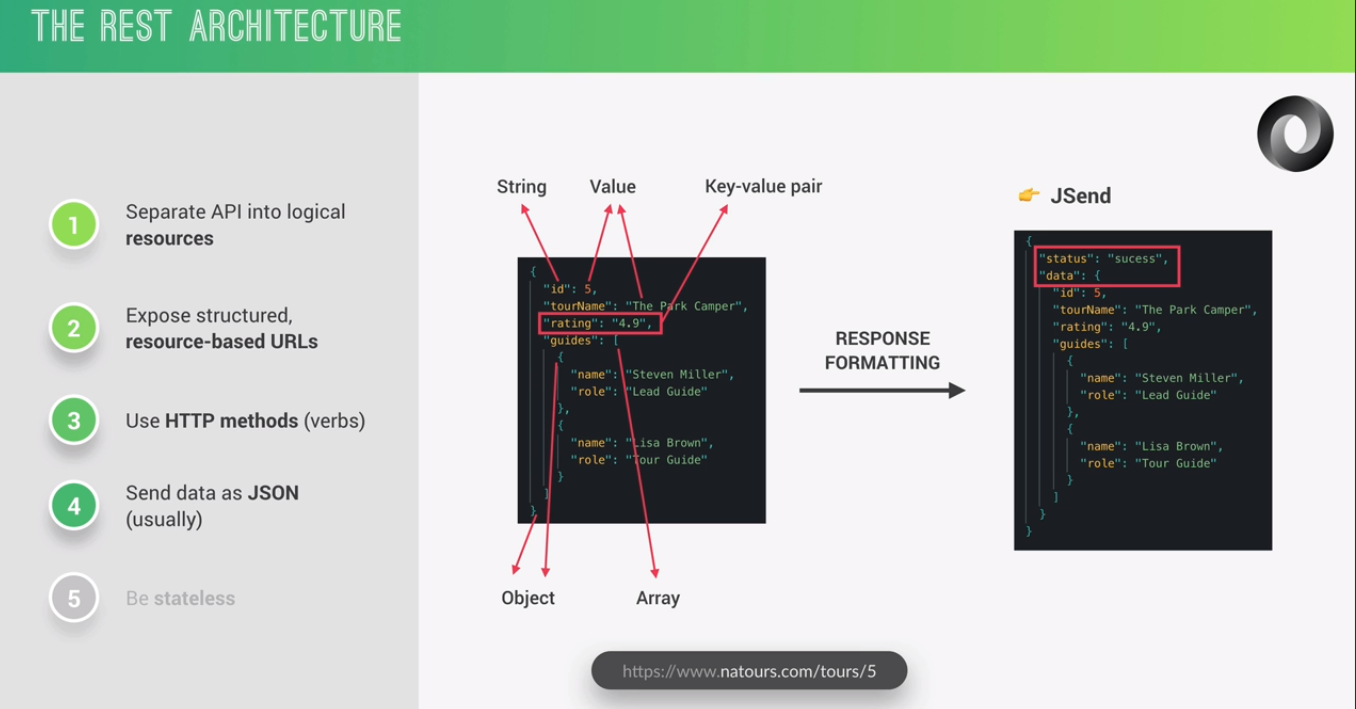 THE REST ARCHITECTURE
1
Separate API into logical
resources
2
Expose structured,
resource-based URLs
3
Use HTTP methods (verbs)
4
Send data as JSON
(usually)
5
Be stateless
String
Value
Key-value pair
{
"id": 5,
"tourName": "The Park Camper",
"rating": "4.9",
"guides": [
{
"name": "Steven Miller",
"role": "Lead Guide"
},
{
"name": "Lisa Brown",
"role": "Tour Guide"
}
]
}
Object
Array
RESPONSE
FORMATTING
👉 JSend
{
"status": "sucess",
"data": {
"id": 5,
"tourName": "The Park Camper",
"rating": "4.9",
"guides": [
{
"name": "Steven Miller",
"role": "Lead Guide"
},
{
"name": "Lisa Brown",
"role": "Tour Guide"
}
]
}
}
https://www.natours.com/tours/5